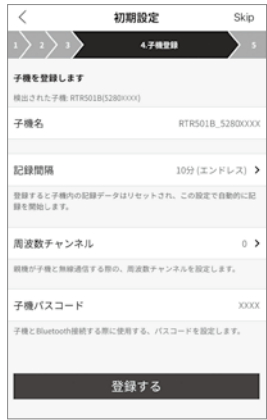 初期設定 Skip
1 2 3 4.子機登録 5
子機を登録します
検出された子機: RTR501B(5280XXXX)
子機名 RTR501B_5280XXXX
記録間隔 10分 (エンドレス)
登録すると子機内の記録データはリセットされ、この設定で自動的に記
録を開始します。
周波数チャンネル 0
親機が子機と無線通信する際の、周波数チャンネルを設定します。
子機パスコード XXXX
子機とBluetooth接続する際に使用する、パスコードを設定します。
登録する